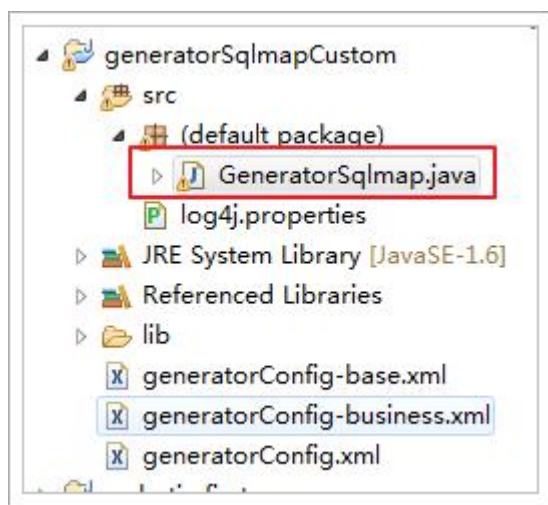 generatorSqlmapCustom
src
(default package)
GeneratorSqlmap.java
log4j.properties
JRE System Library [JavaSE-1.6]
Referenced Libraries
lib
generatorConfig-base.xml
generatorConfig-business.xml
generatorConfig.xml